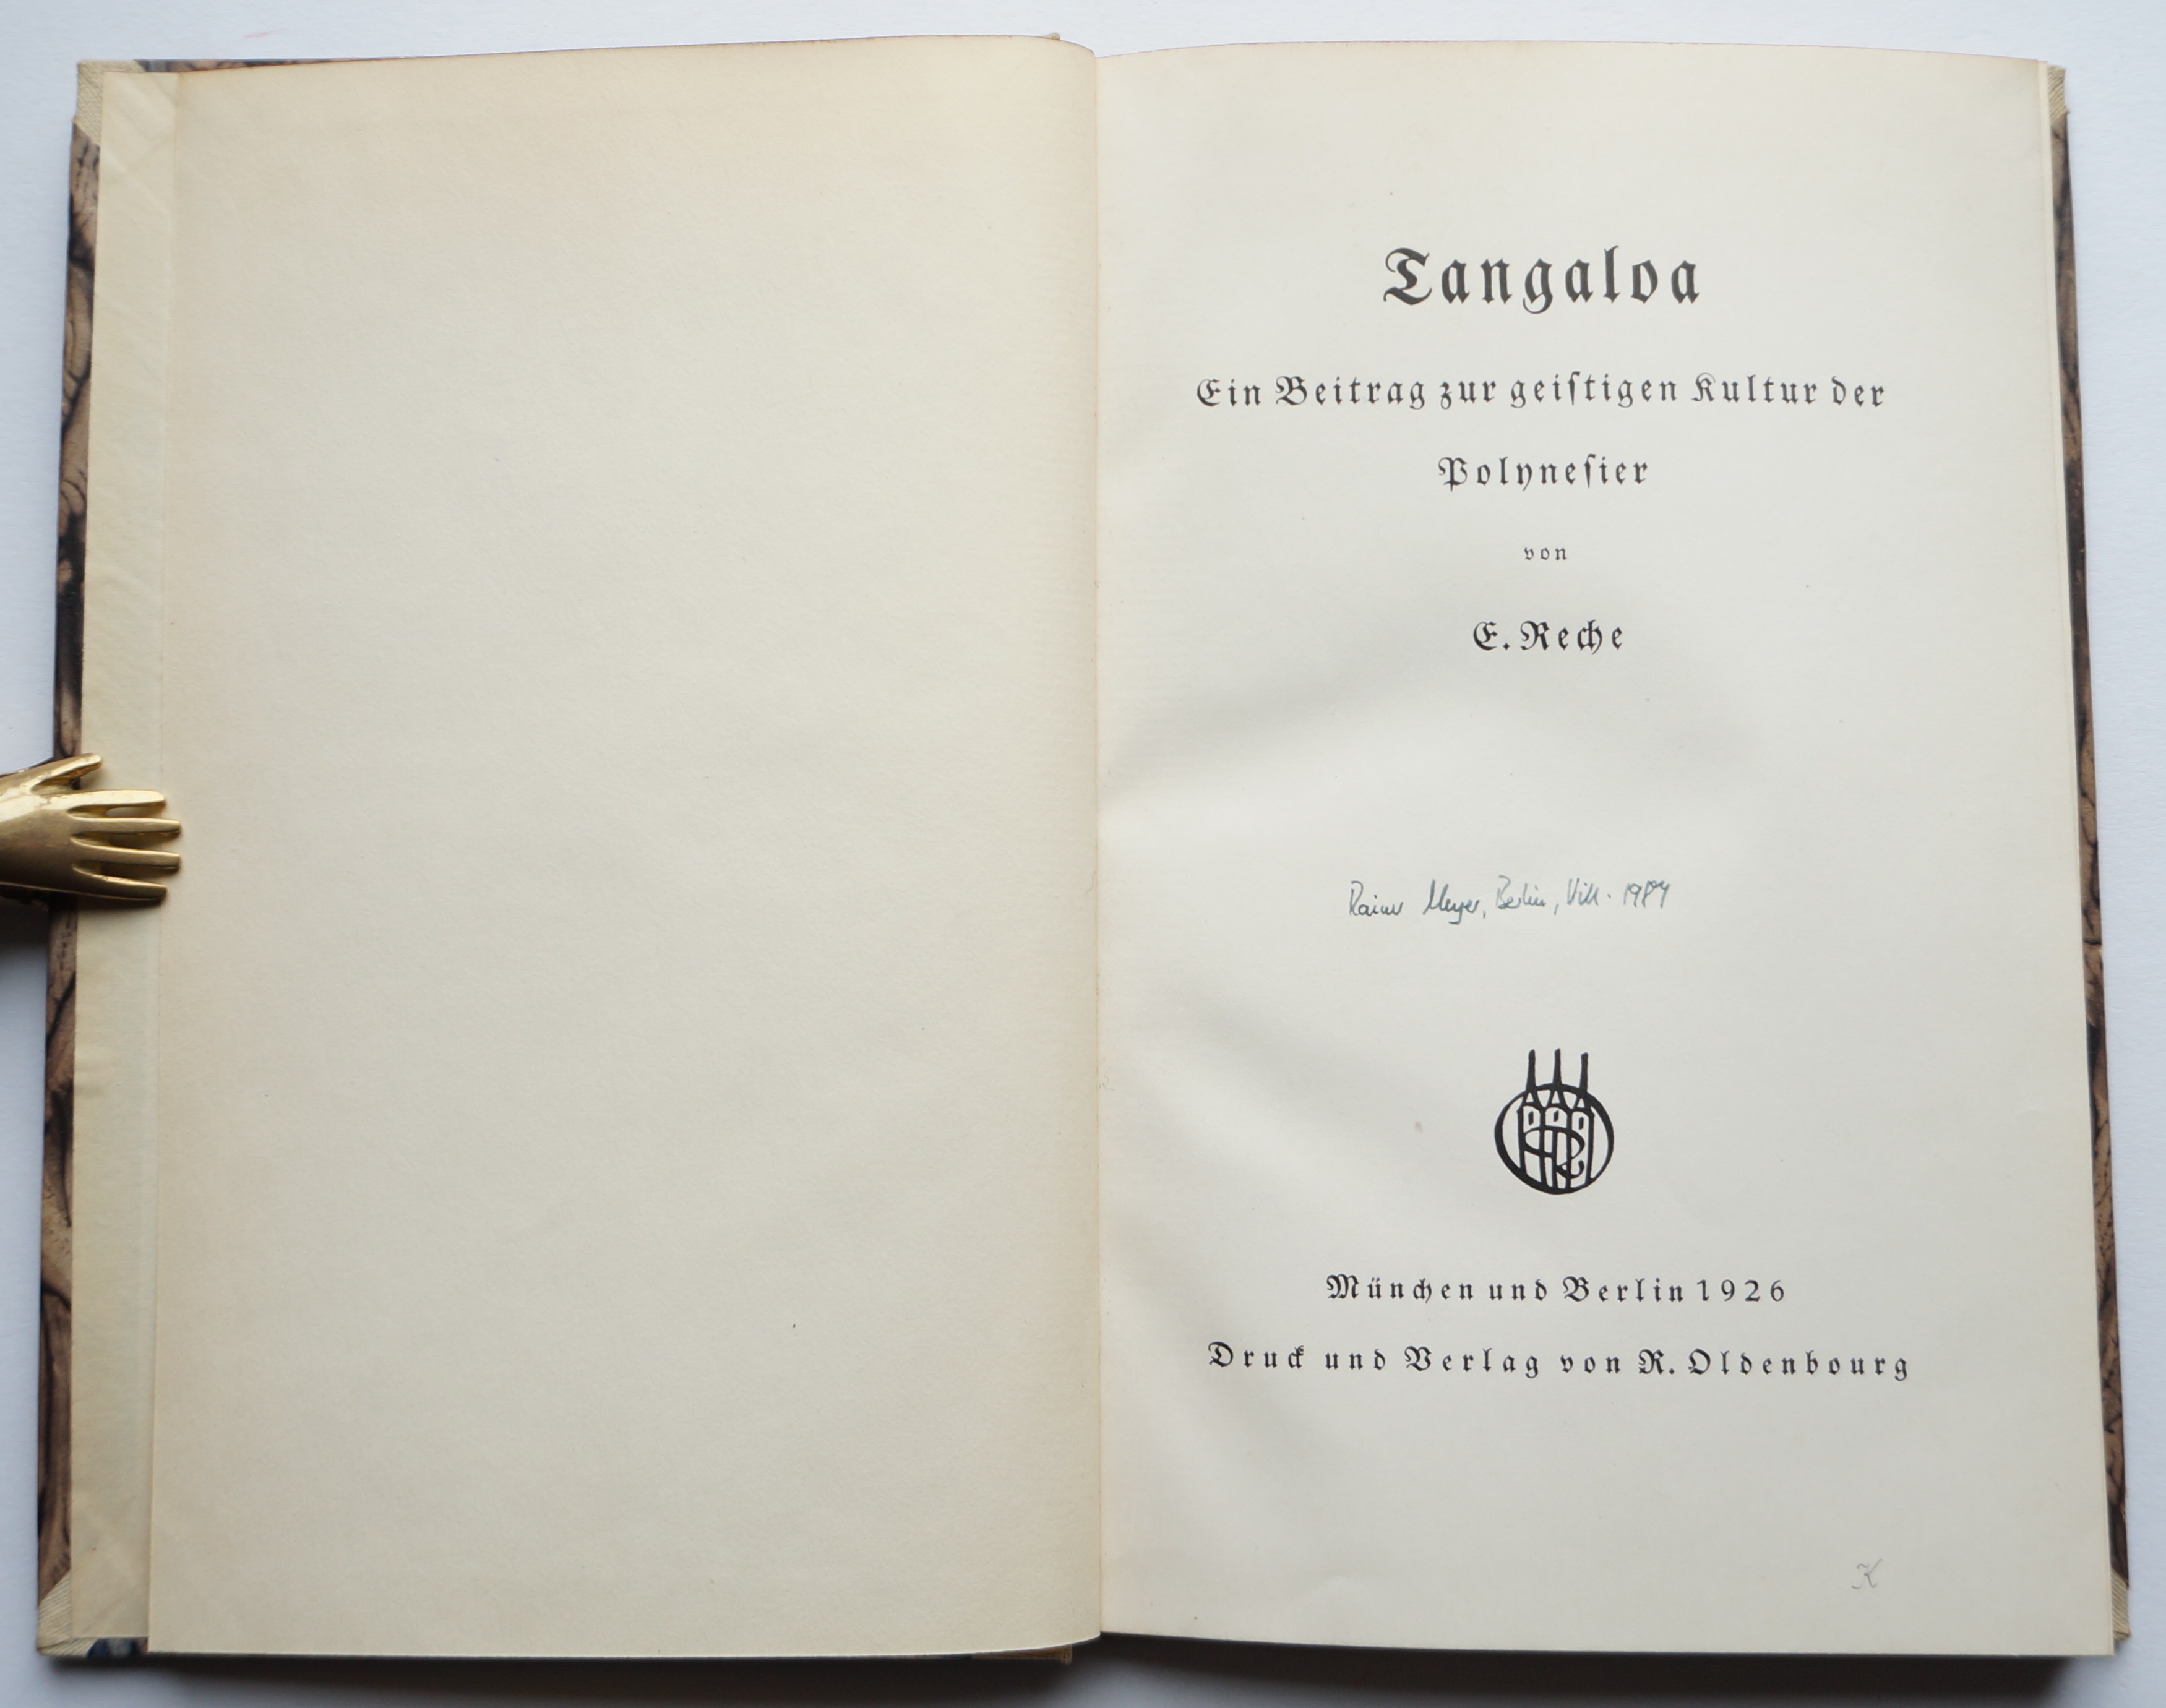 Tangaloa
Ein Beitrag zur geiſtigen Kultur der
Polyneſier
von
E. Reche
Rainer Meyer, Berlin, VIII. 1984
München und Berlin 1926
Druck und Verlag von R. Oldenbourg
K